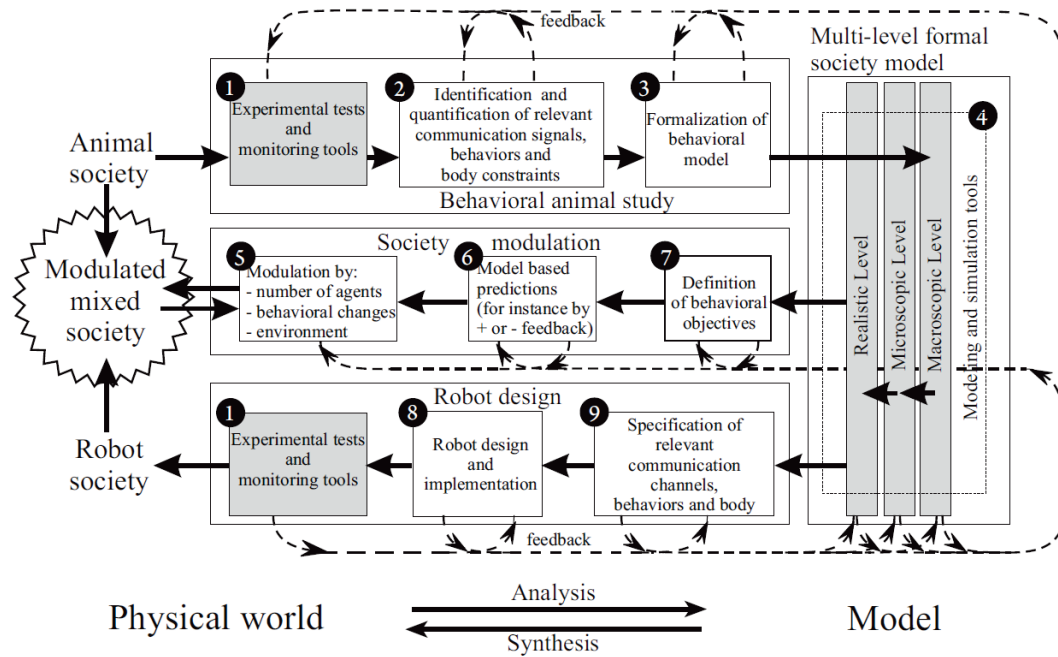 feedback
Multi-level formal
society model
1
Experimental tests
and
monitoring tools
2
Identification and
quantification of relevant
communication signals,
behaviors and
body constraints
3
Formalization of
behavioral
model
4
Animal
society
Behavioral animal study
Society modulation
5
Modulation by:
- number of agents
- behavioral changes
- environment
6
Model based
predictions
(for instance by
+ or - feedback)
7
Definition
of behavioral
objectives
Modulated
mixed
society
Realistic Level
Microscopic Level
Macroscopic Level
Modeling and simulation tools
Robot design
1
Experimental tests
and
monitoring tools
8
Robot design
and
implementation
9
Specification of
relevant
communication
channels,
behaviors and body
Robot
society
feedback
Physical world
Analysis
Synthesis
Model